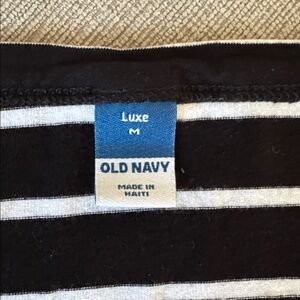 Luxe
M
OLD NAVY
MADE IN
HAITI